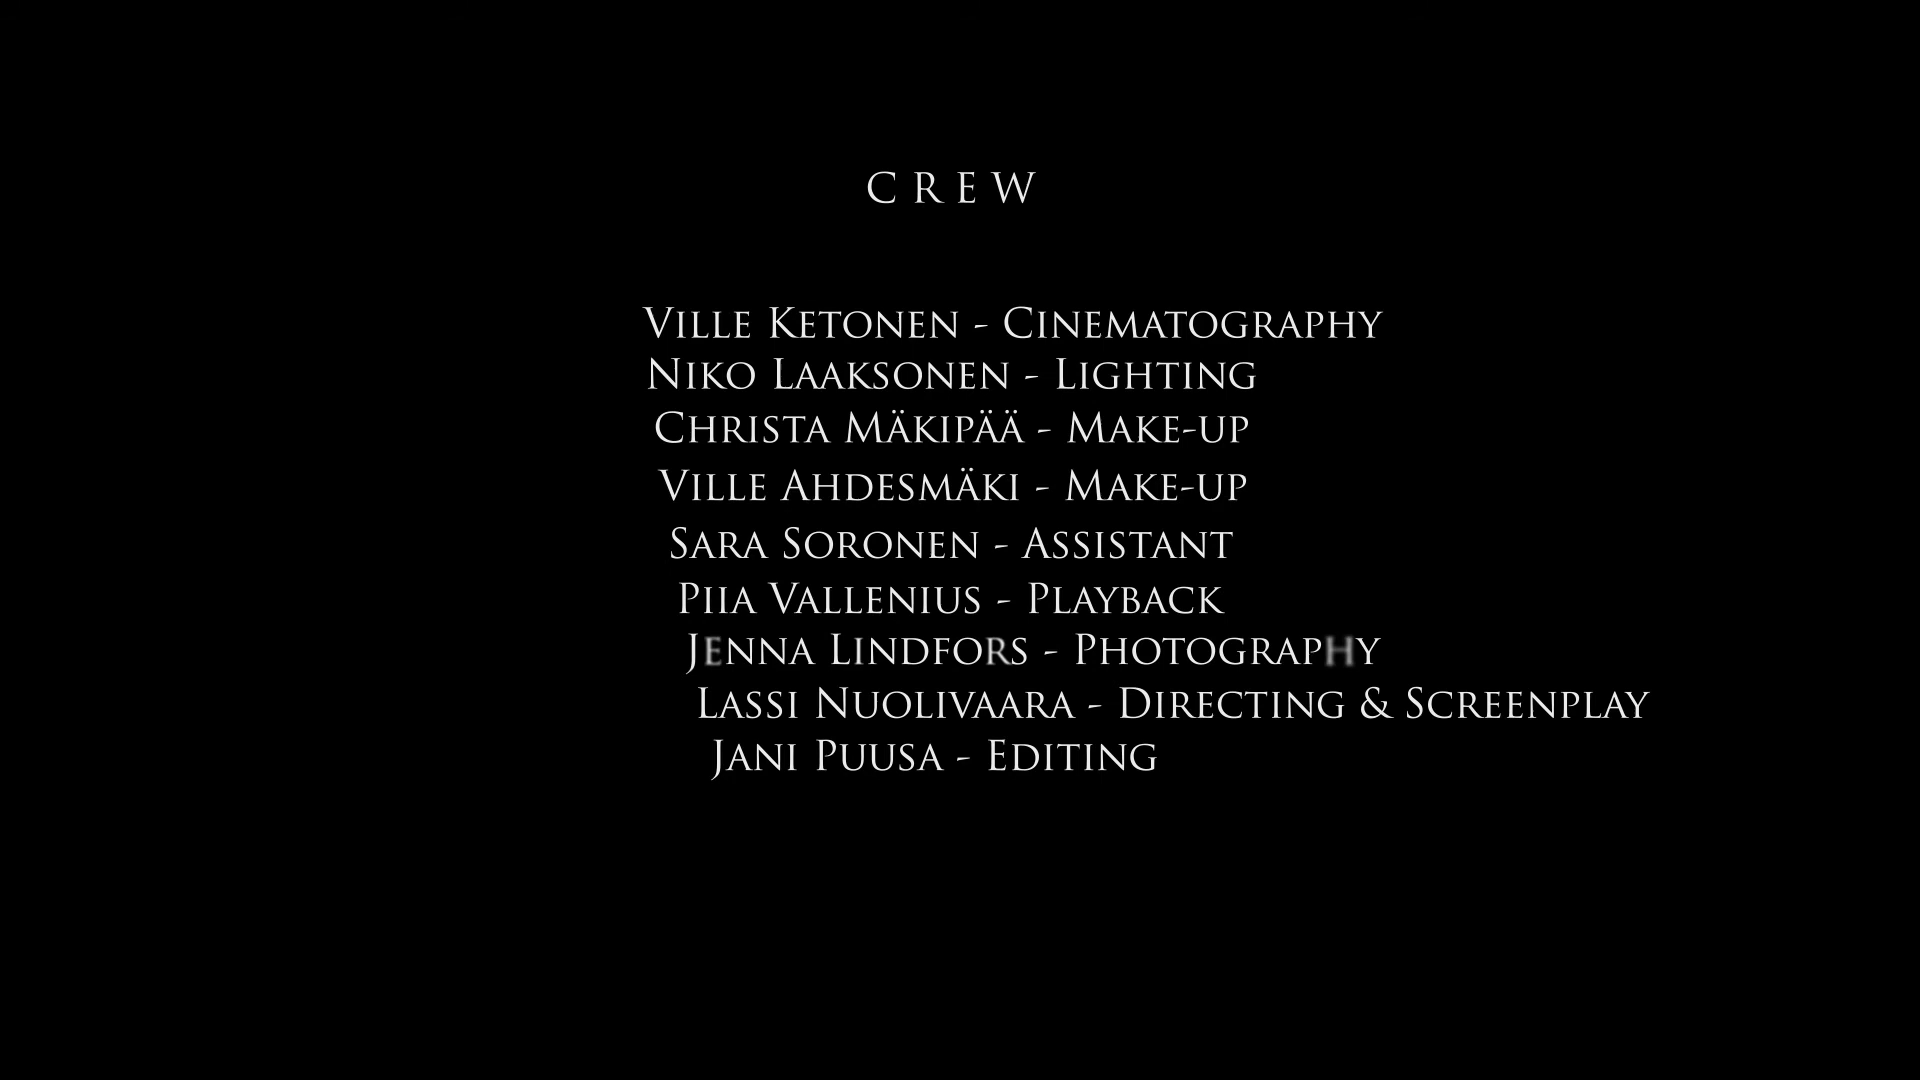 CREW
Ville Ketonen - Cinematography
Niko Laaksonen - Lighting
Christa Mäkipää - Make-up
Ville Ahdesmäki - Make-up
Sara Soronen - Assistant
Piia Vallenius - Playback
Jenna Lindfors - Photography
Lassi Nuolivaara - Directing & Screenplay
Jani Puusa - Editing